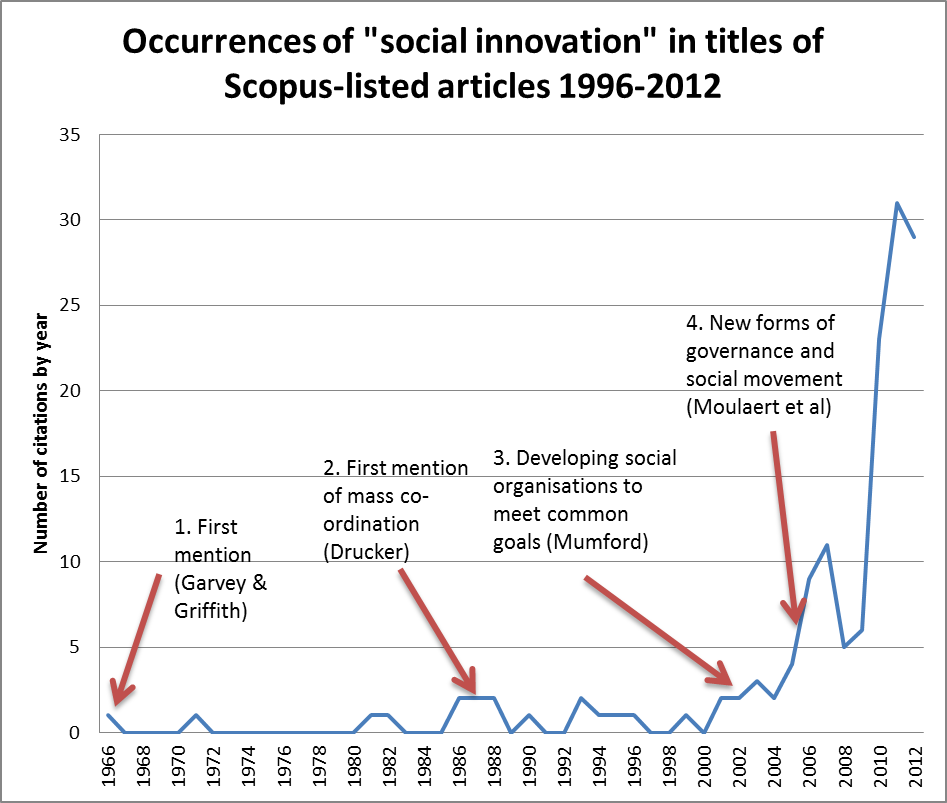 Occurrences of "social innovation" in titles of
Scopus-listed articles 1996-2012
Number of citations by year
35
30
25
20
15
10
5
0
4. New forms of
governance and
social movement
(Moulaert et al)
3. Developing social
organisations to
meet common
goals (Mumford)
2. First mention
of mass co-
ordination
(Drucker)
1. First
mention
(Garvey &
Griffith)
1966
1968
1970
1972
1974
1976
1978
1980
1982
1984
1986
1988
1990
1992
1994
1996
1998
2000
2002
2004
2006
2008
2010
2012